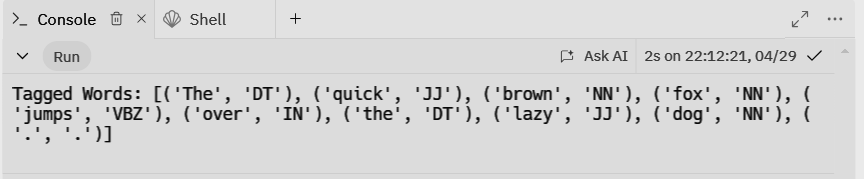 Console
Shell
Run
Ask AI
2s on 22:12:21, 04/29
Tagged Words: [('The', 'DT'), ('quick', 'JJ'), ('brown', 'NN'), ('fox', 'NN'), (
'jumps', 'VBZ'), ('over', 'IN'), ('the', 'DT'), ('lazy', 'JJ'), ('dog', 'NN'), (
'.', '.')]